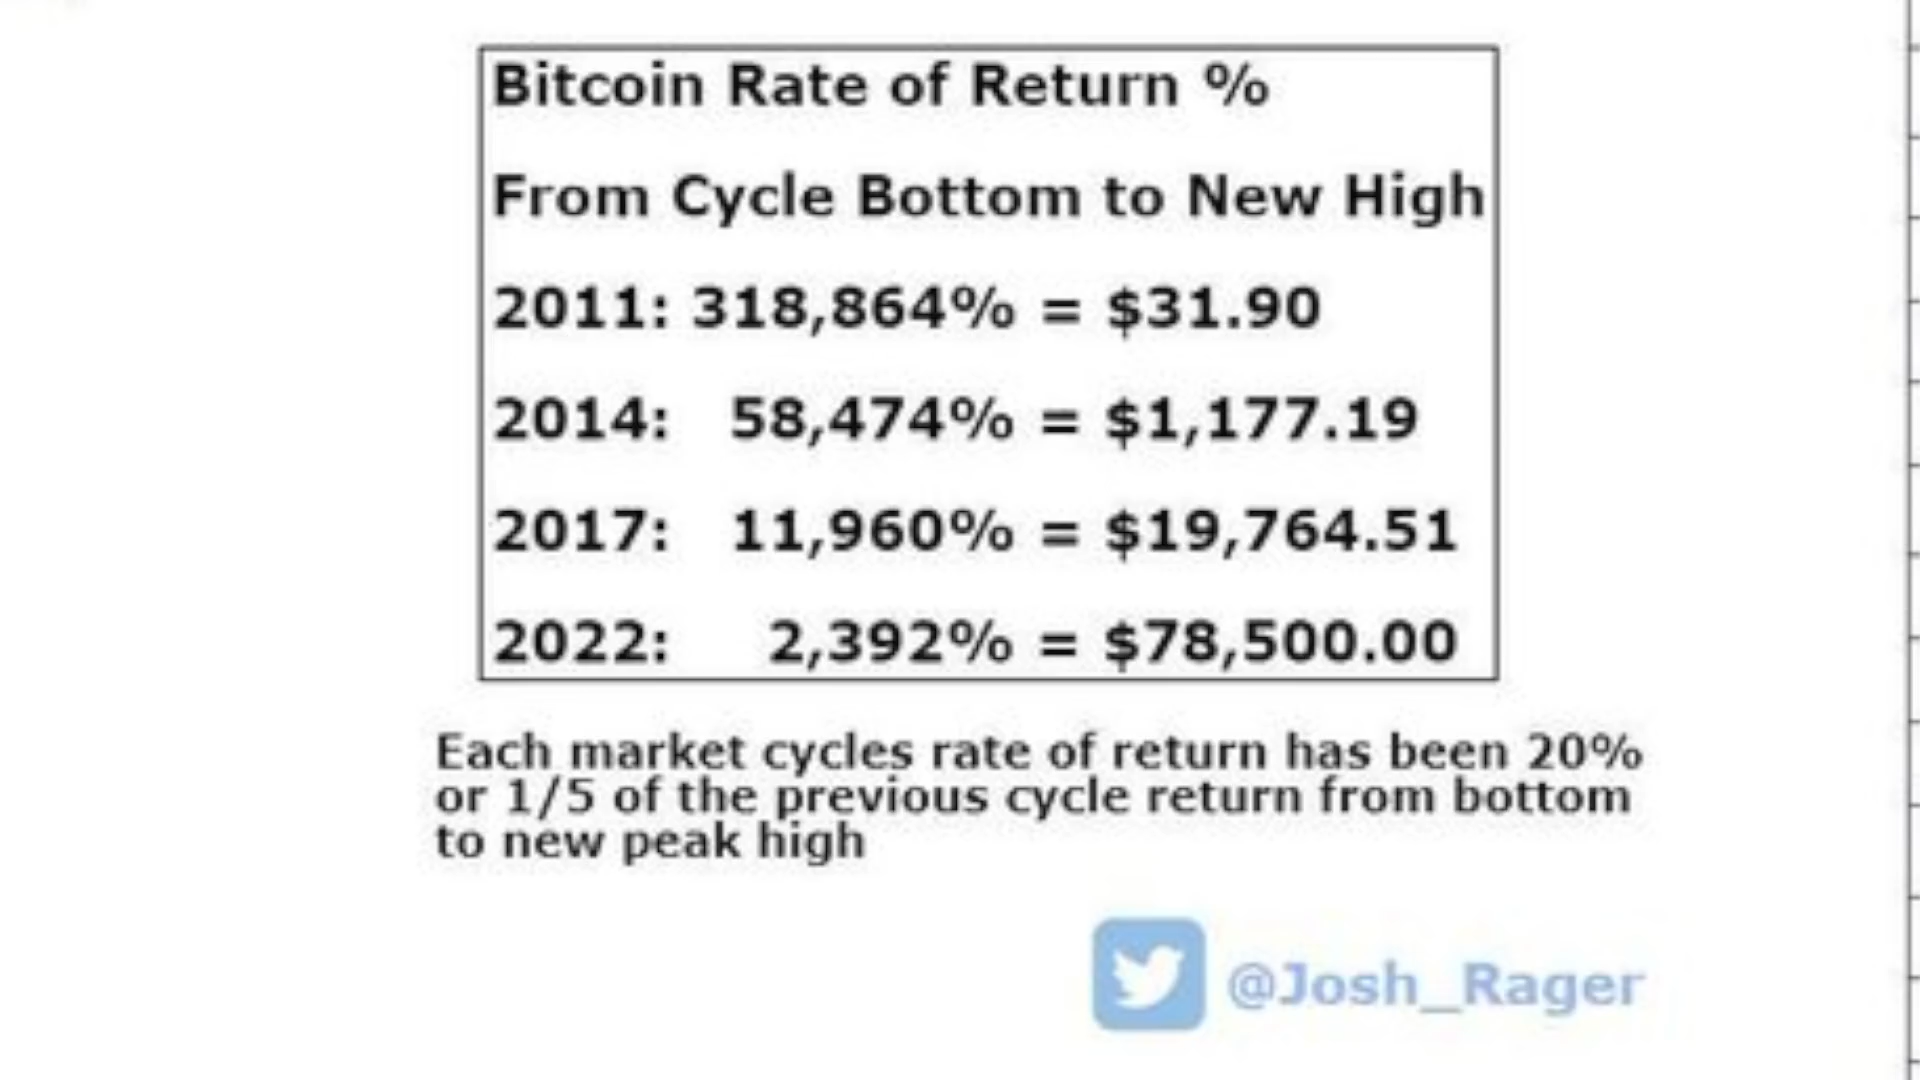 Bitcoin Rate of Return %
From Cycle Bottom to New High
2011: 318,864% = $31.90
2014: 58,474% = $1,177.19
2017: 11,960% = $19,764.51
2022: 2,392% = $78,500.00
Each market cycles rate of return has been 20%
or 1/5 of the previous cycle return from bottom
to new peak high
@Josh_Rager